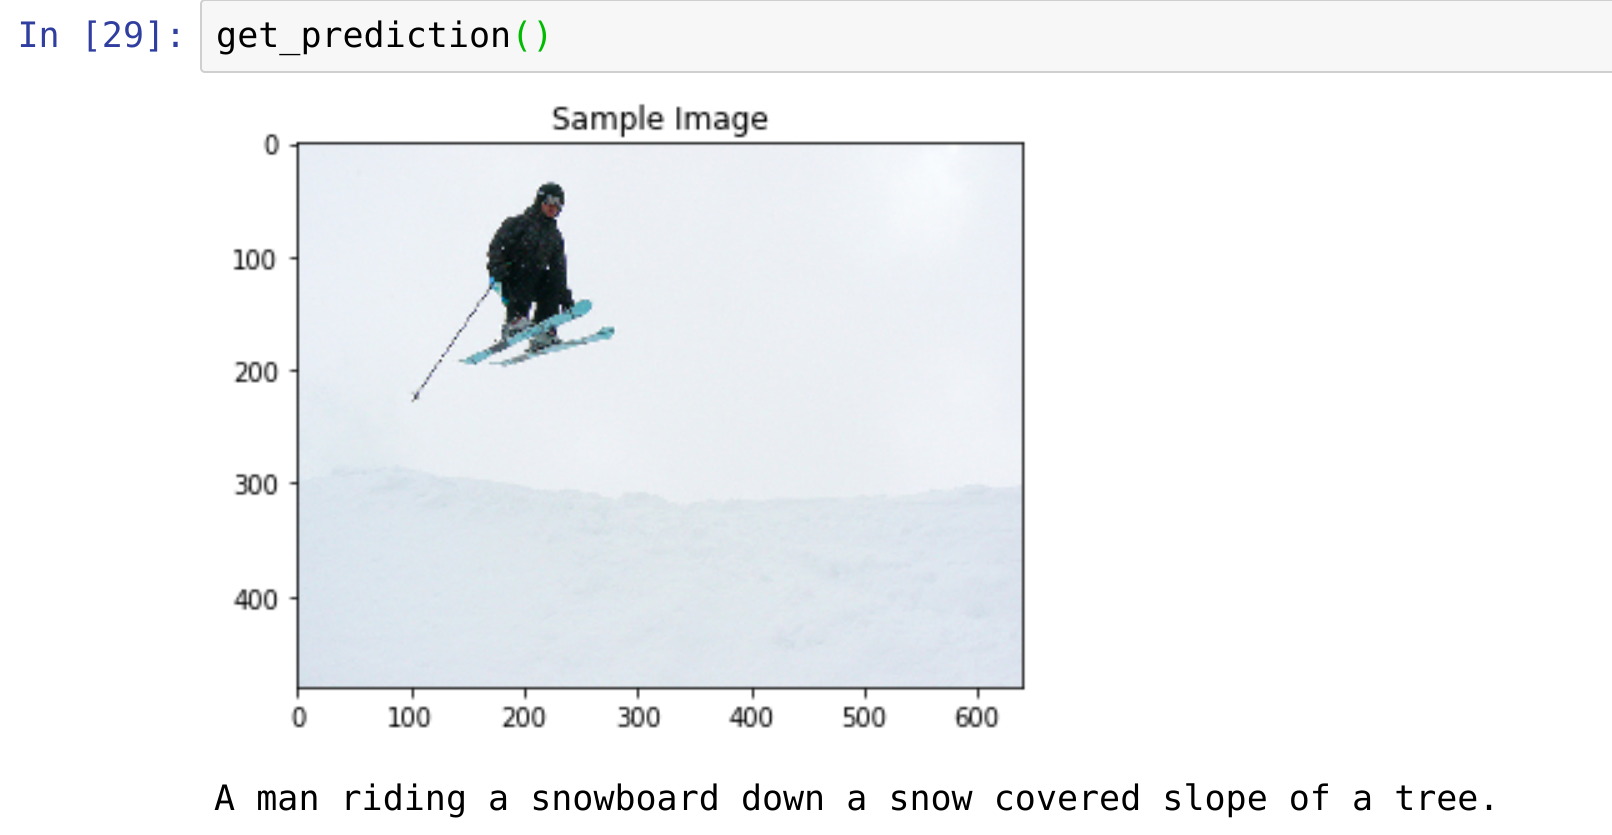 In [29]: get_prediction()
Sample Image
0
100
200
300
400
0 100 200 300 400 500 600
A man riding a snowboard down a snow covered slope of a tree.